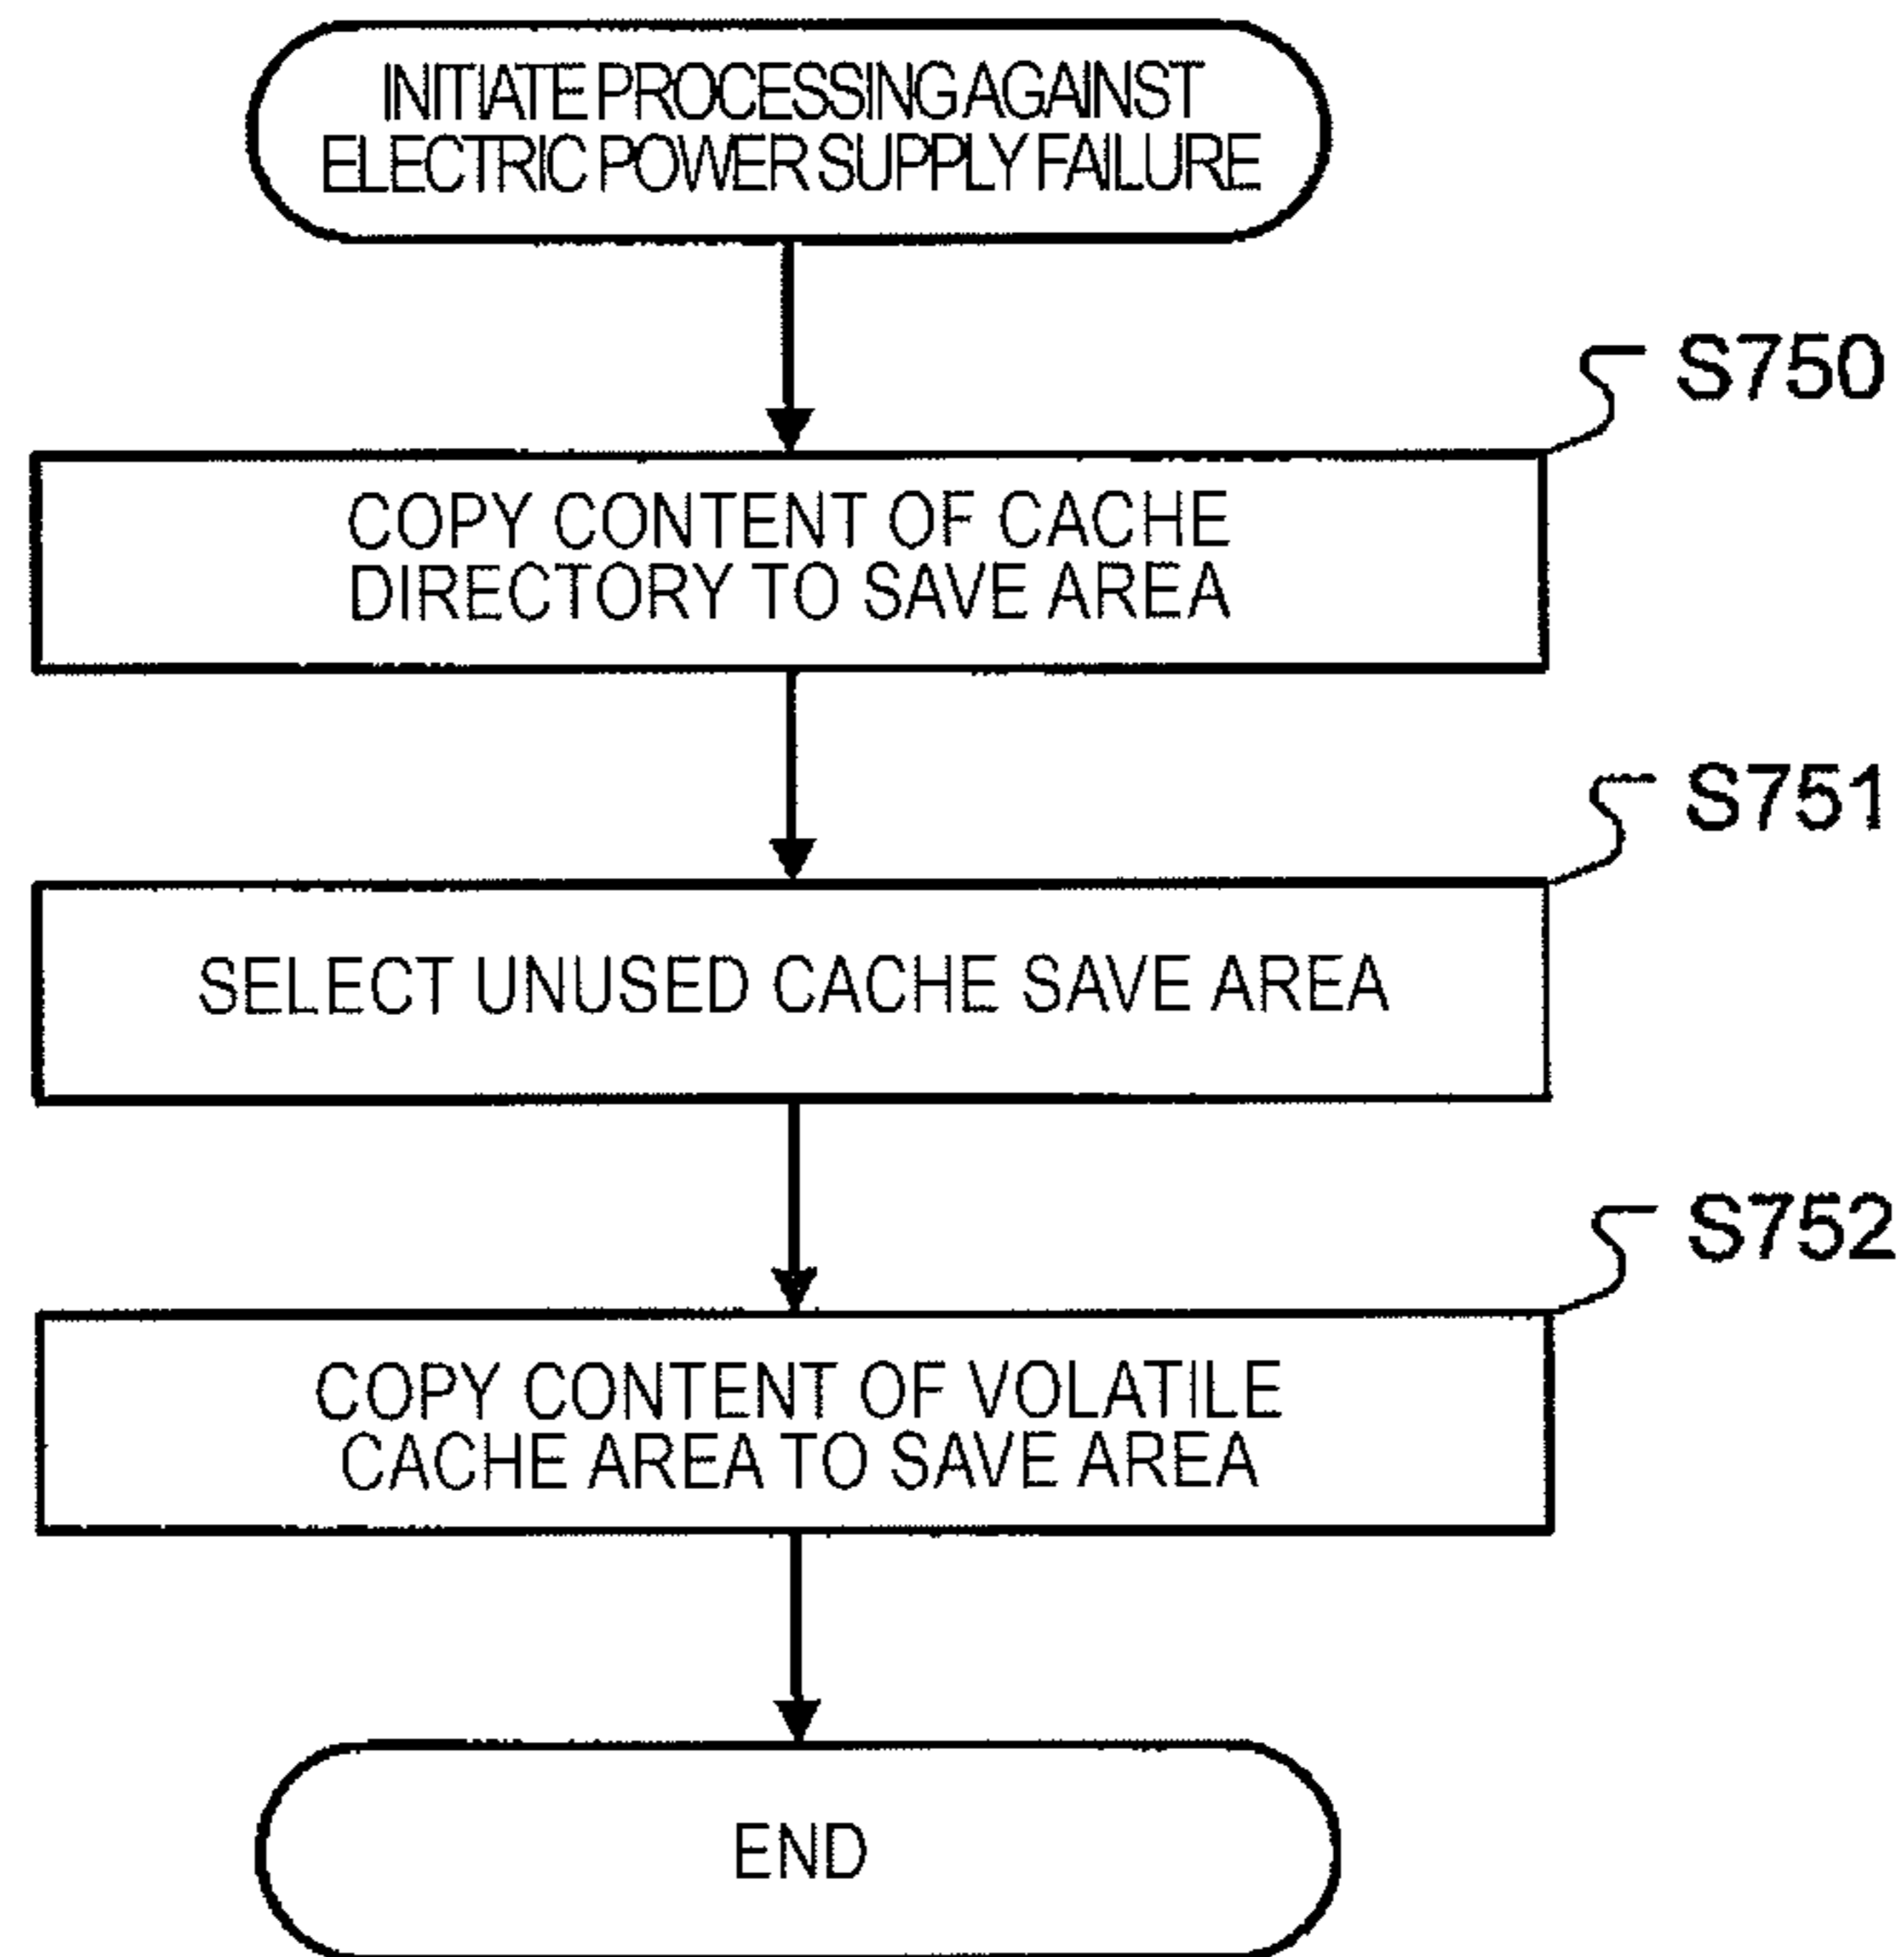 INITIATE PROCESSING AGAINST
ELECTRIC POWER SUPPLY FAILURE
S750
COPY CONTENT OF CACHE
DIRECTORY TO SAVE AREA
S751
SELECT UNUSED CACHE SAVE AREA
S752
COPY CONTENT OF VOLATILE
CACHE AREA TO SAVE AREA
END